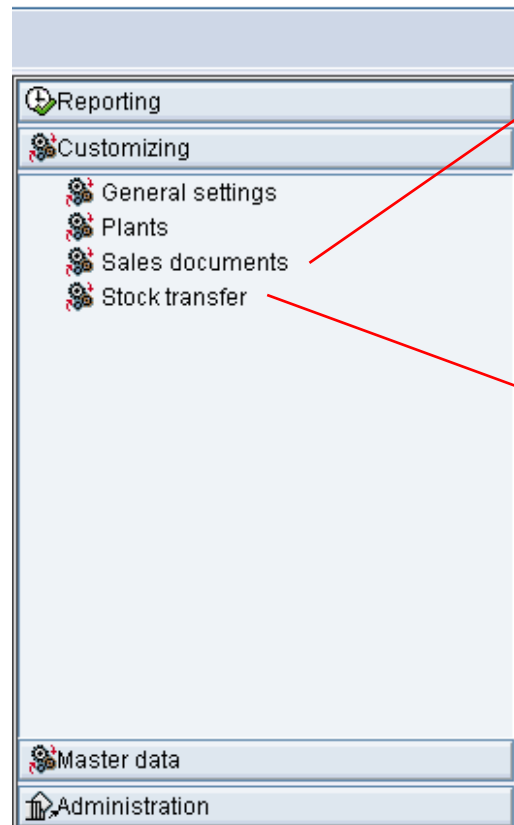 Reporting
Customizing
General settings
Plants
Sales documents
Stock transfer
Master data
Administration